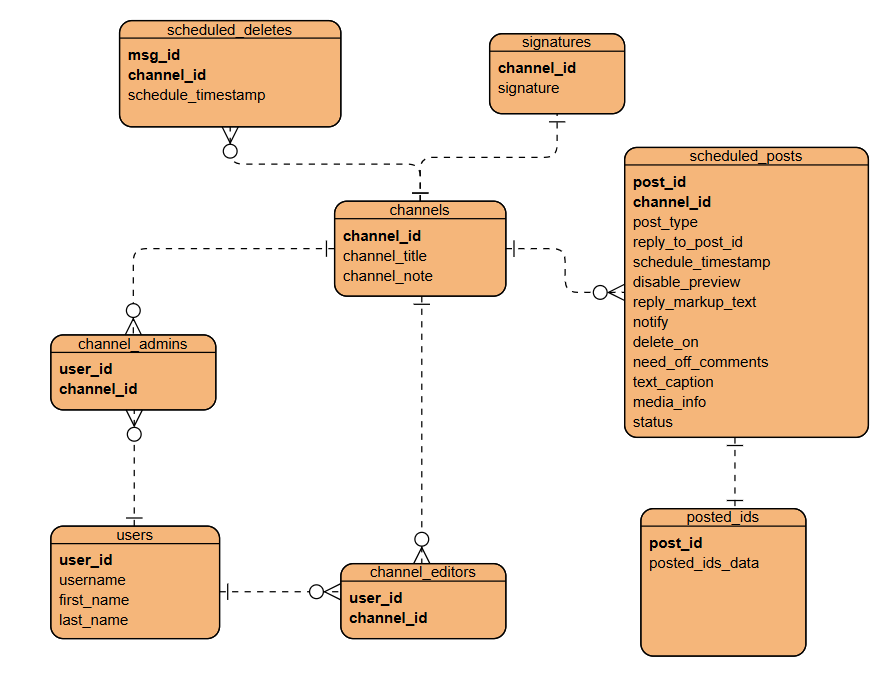 scheduled_deletes
msg_id
channel_id
schedule_timestamp
signatures
channel_id
signature
scheduled_posts
post_id
channel_id
post_type
reply_to_post_id
schedule_timestamp
disable_preview
reply_markup_text
notify
delete_on
need_off_comments
text_caption
media_info
status
channels
channel_id
channel_title
channel_note
channel_admins
user_id
channel_id
users
user_id
username
first_name
last_name
channel_editors
user_id
channel_id
posted_ids
post_id
posted_ids_data